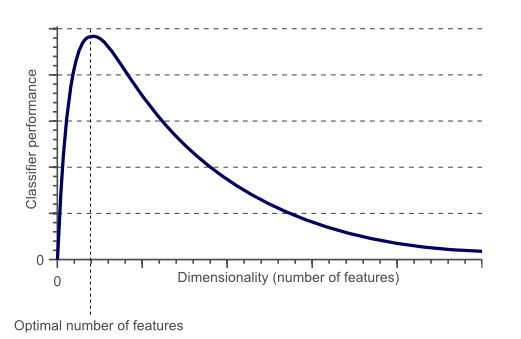 Classifier performance
0
0
Dimensionality (number of features)
Optimal number of features